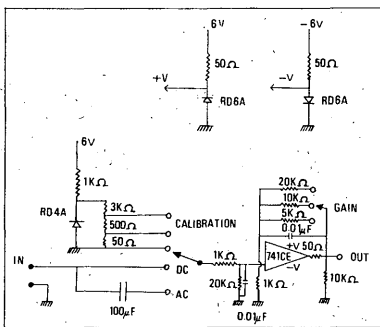 6V
-6V
50Ω
50Ω
+V
-V
RD6A
RD6A
6V
1KΩ
RD4A
3KΩ
500Ω
50Ω
CALIBRATION
20KΩ
10KΩ
5KΩ
GAIN
0.01μF
741CE
+V
-V
50Ω
OUT
1KΩ
IN
DC
20KΩ
1KΩ
10KΩ
AC
100μF
0.01μF